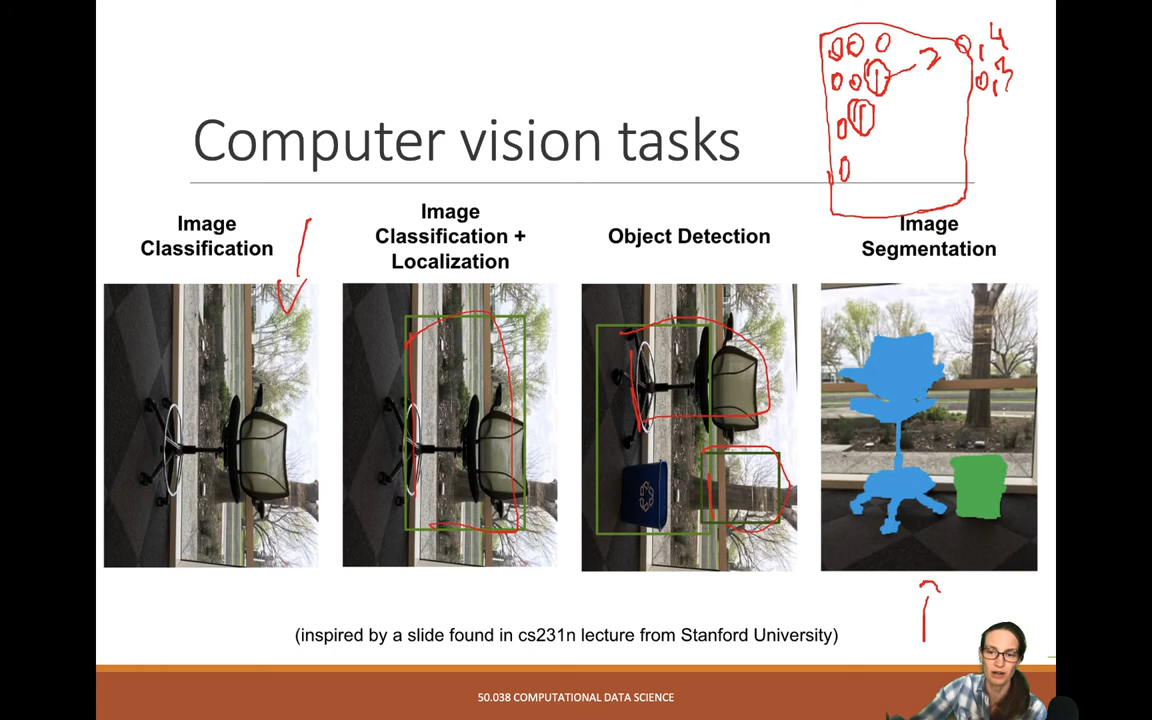 Computer vision tasks
Image
Classification
Image
Classification +
Localization
Object Detection
Image
Segmentation
(inspired by a slide found in cs231n lecture from Stanford University)
50.038 COMPUTATIONAL DATA SCIENCE